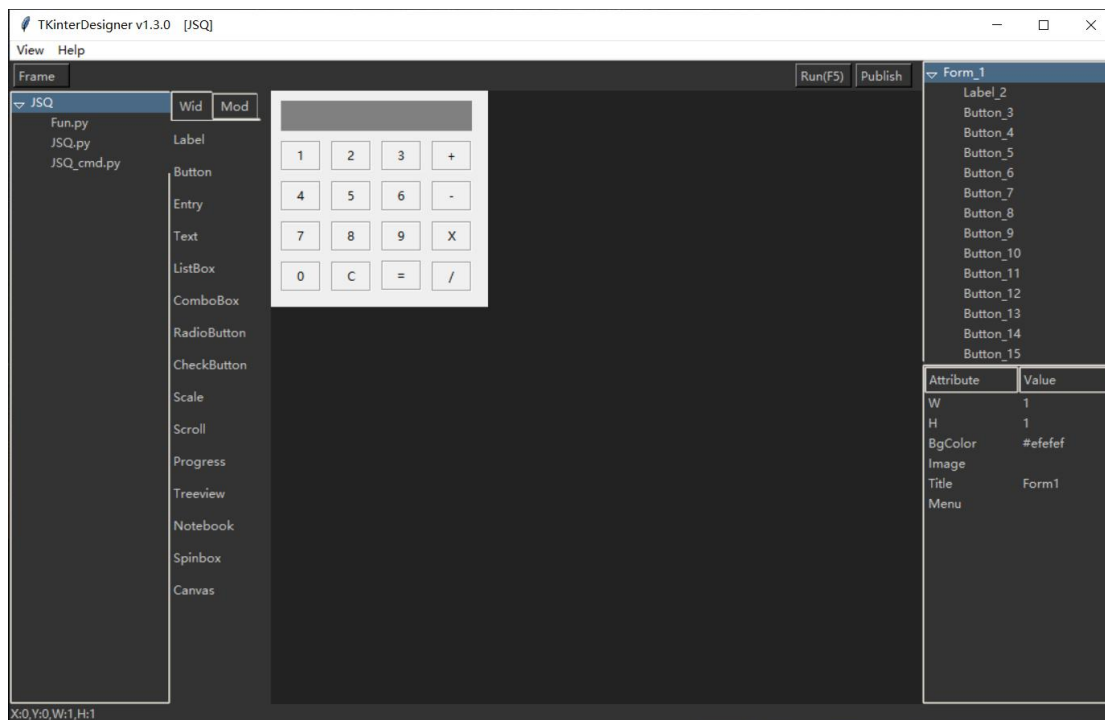 TKinterDesigner v1.3.0 [JSQ]
View Help
Frame
Run(F5) Publish
JSQ
Fun.py
JSQ.py
JSQ_cmd.py
Wid Mod
Label
Button
Entry
Text
ListBox
ComboBox
RadioButton
CheckButton
Scale
Scroll
Progress
Treeview
Notebook
Spinbox
Canvas
1 2 3 +
4 5 6 -
7 8 9 X
0 C = /
Form_1
Label_2
Button_3
Button_4
Button_5
Button_6
Button_7
Button_8
Button_9
Button_10
Button_11
Button_12
Button_13
Button_14
Button_15
Attribute Value
W 1
H 1
BgColor #efefef
Image
Title Form1
Menu
X:0,Y:0,W:1,H:1